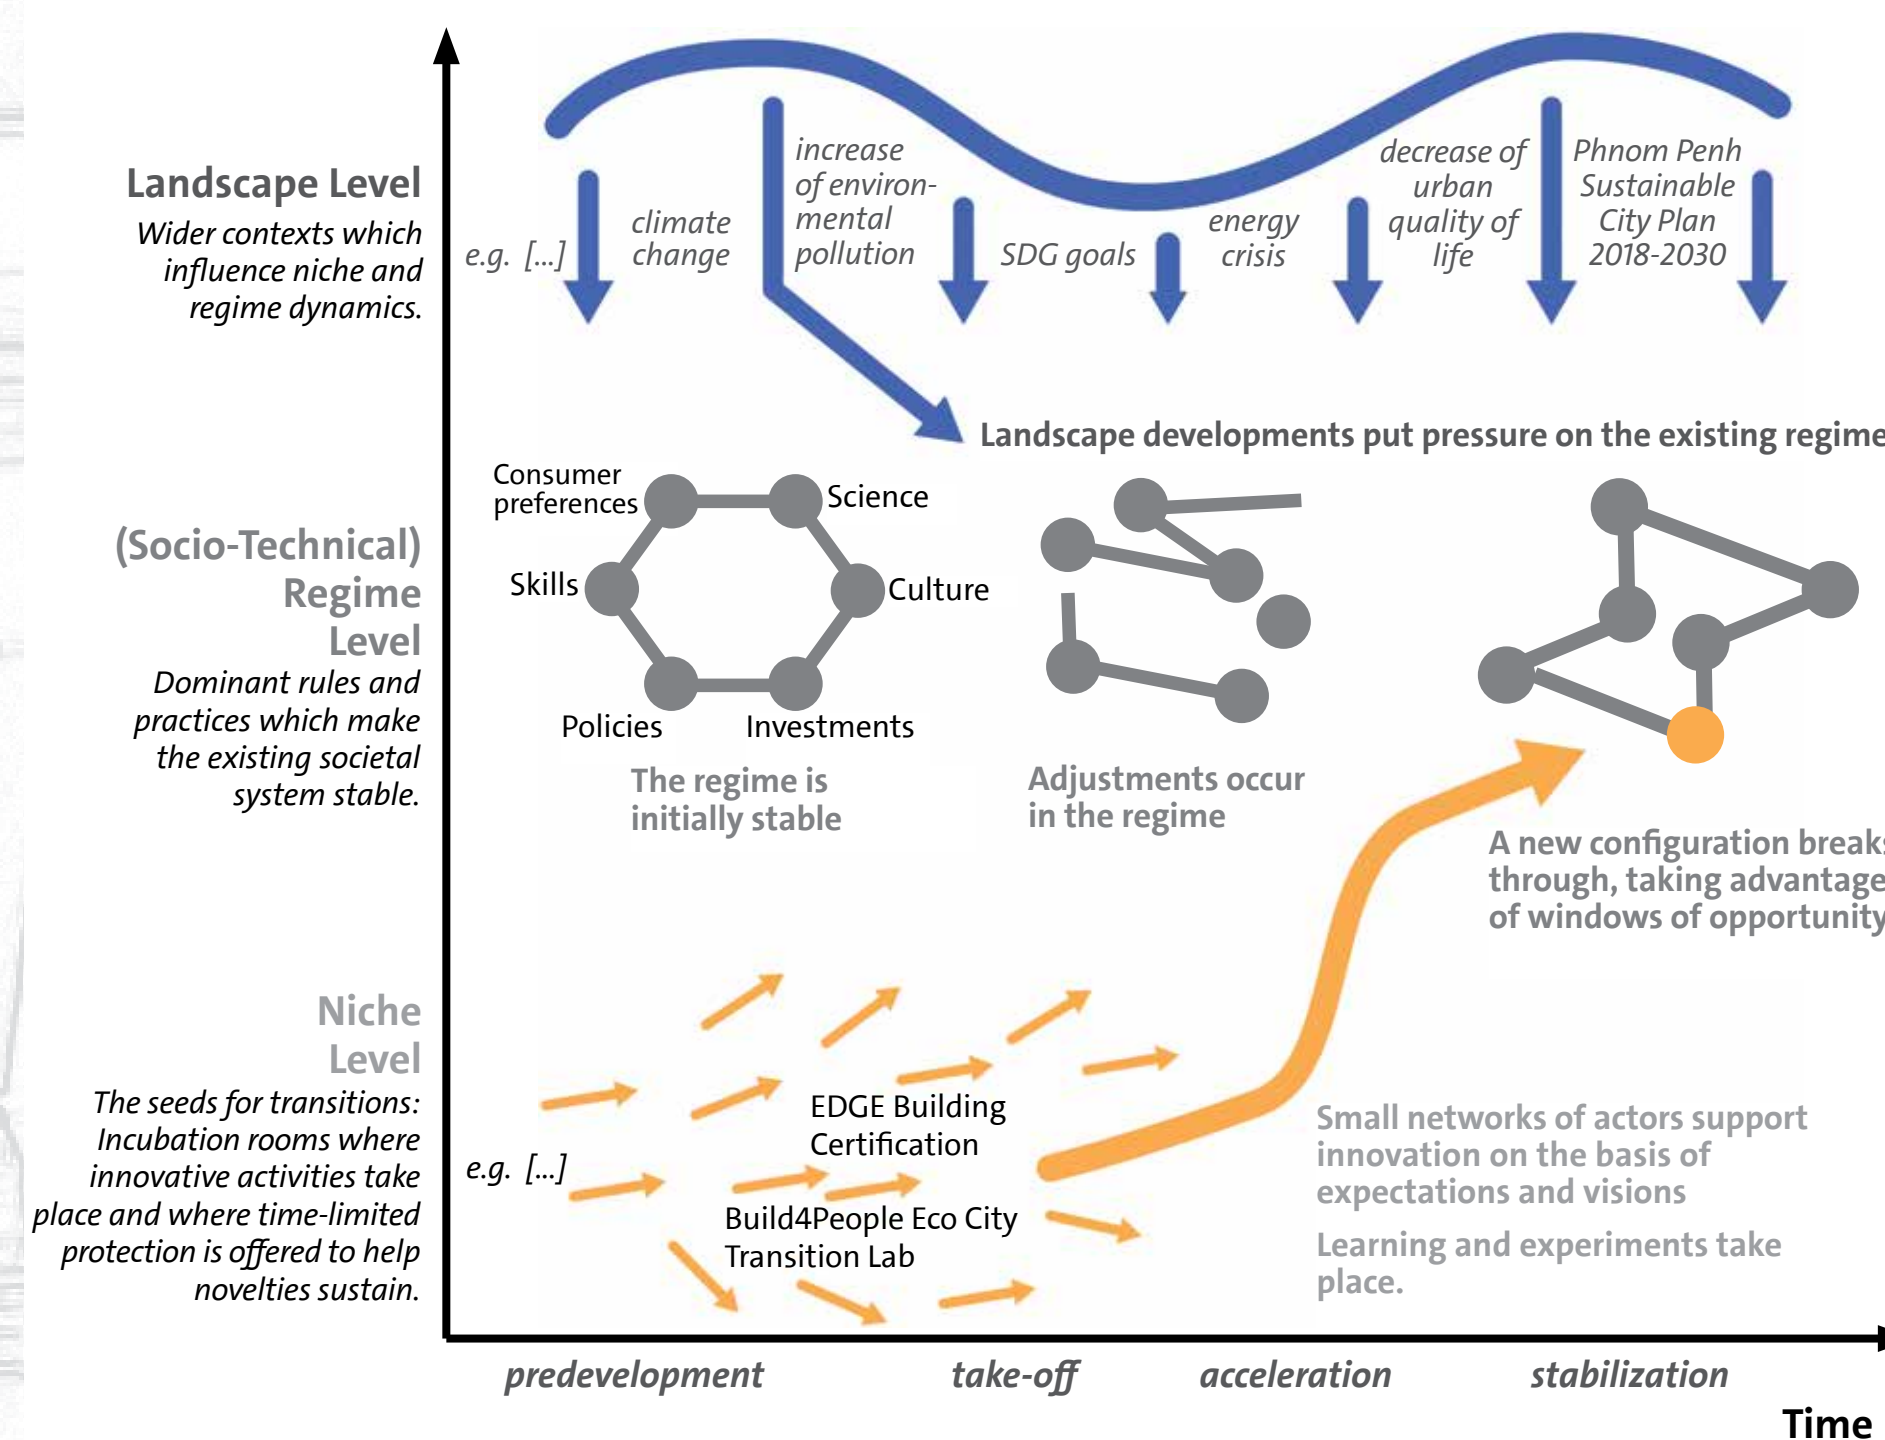 Landscape Level
Wider contexts which
influence niche and
regime dynamics.
e.g. [...]
climate
change
increase
of environ-
mental
pollution
SDG goals
energy
crisis
decrease of
urban
quality of
life
Phnom Penh
Sustainable
City Plan
2018-2030
Landscape developments put pressure on the existing regime
(Socio-Technical)
Regime
Level
Dominant rules and
practices which make
the existing societal
system stable.
Consumer
preferences
Science
Skills
Culture
Policies
Investments
The regime is
initially stable
Adjustments occur
in the regime
A new configuration breaks
through, taking advantage
of windows of opportunity
Niche
Level
The seeds for transitions:
Incubation rooms where
innovative activities take
place and where time-limited
protection is offered to help
novelties sustain.
e.g. [...]
EDGE Building
Certification
Build4People Eco City
Transition Lab
Small networks of actors support
innovation on the basis of
expectations and visions
Learning and experiments take
place.
predevelopment
take-off
acceleration
stabilization
Time